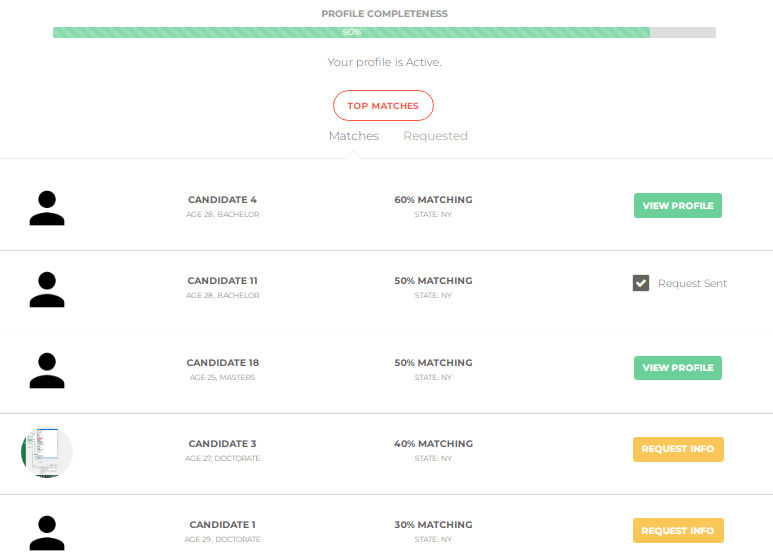 PROFILE COMPLETENESS
90%
Your profile is Active.
TOP MATCHES
Matches Requested
CANDIDATE 4 60% MATCHING VIEW PROFILE
AGE 28, BACHELOR STATE: NY
CANDIDATE 11 50% MATCHING Request Sent
AGE 28, BACHELOR STATE: NY
CANDIDATE 18 50% MATCHING VIEW PROFILE
AGE 25, MASTERS STATE: NY
CANDIDATE 3 40% MATCHING REQUEST INFO
AGE 27, DOCTORATE STATE: NY
CANDIDATE 1 30% MATCHING REQUEST INFO
AGE 29, DOCTORATE STATE: NY